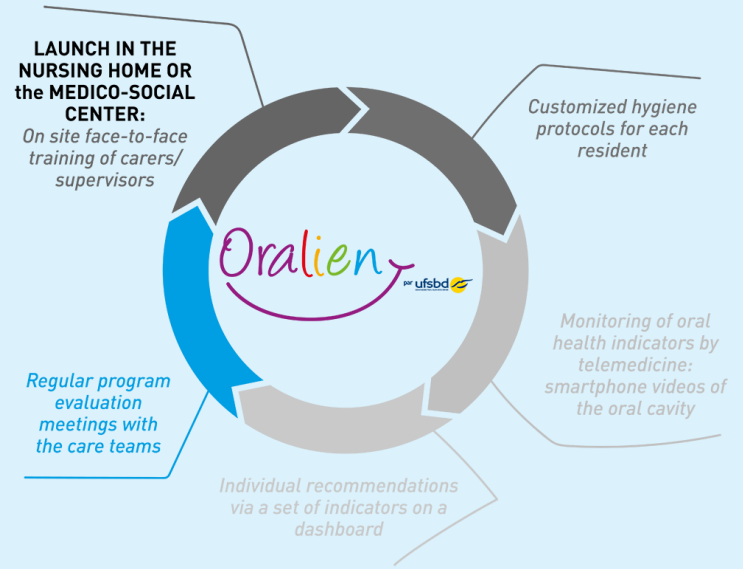 LAUNCH IN THE
NURSING HOME OR
the MEDICO-SOCIAL
CENTER:
On site face-to-face
training of carers/
supervisors
Customized hygiene
protocols for each
resident
Monitoring of oral
health indicators by
telemedicine:
smartphone videos of
the oral cavity
Individual recommendations
via a set of indicators on a
dashboard
Regular program
evaluation
meetings with
the care teams
Oralien
par ufsbd